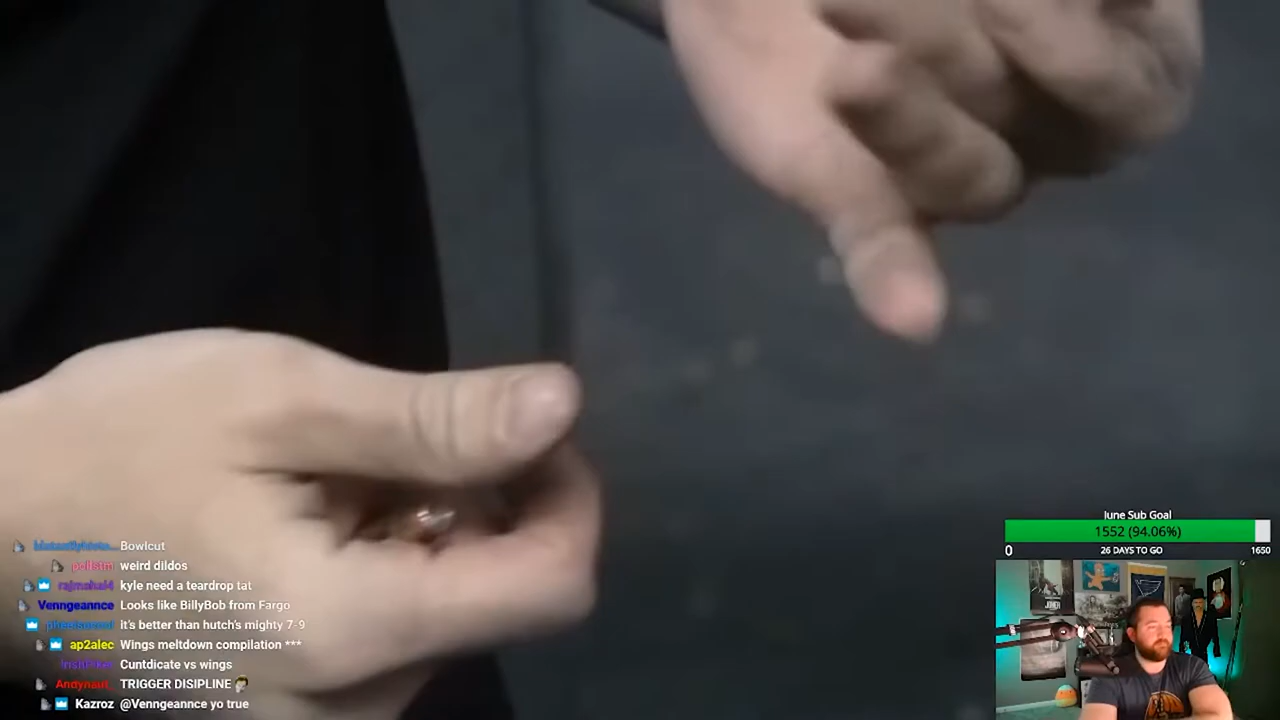 Bowlcut
weird dildos
kyle need a teardrop tat
Venngeannce Looks like BillyBob from Fargo
it's better than hutch's mighty 7-9
ap2alec Wings meltdown compilation ***
Cuntdicate vs wings
Andynaut_ TRIGGER DISIPLINE
Kazroz @Venngeannce yo true
June Sub Goal
1552 (94.06%)
0 26 DAYS TO GO 1650